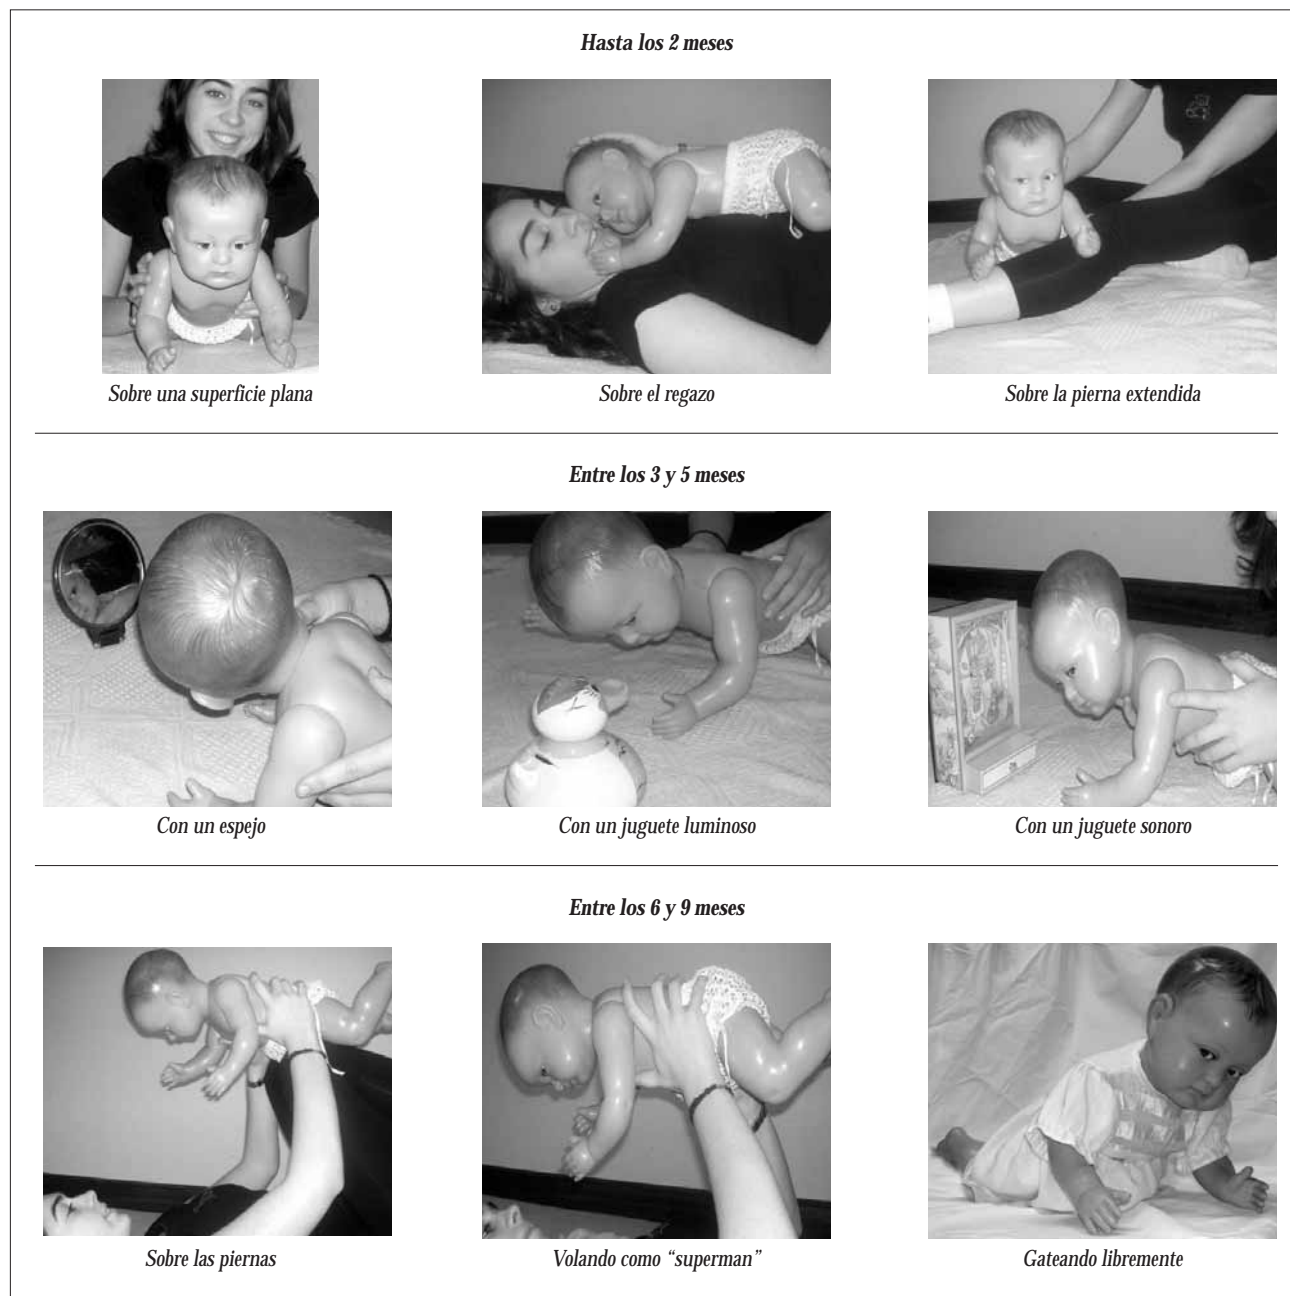 Hasta los 2 meses
Sobre una superficie plana
Sobre el regazo
Sobre la pierna extendida
Entre los 3 y 5 meses
Con un espejo
Con un juguete luminoso
Con un juguete sonoro
Entre los 6 y 9 meses
Sobre las piernas
Volando como “superman”
Gateando libremente